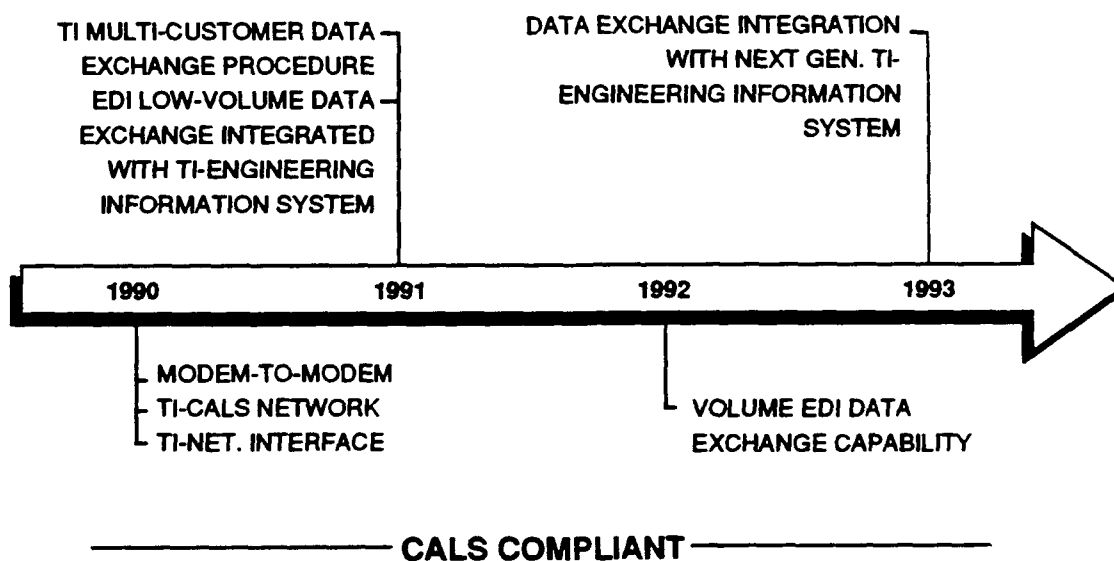 TI MULTI-CUSTOMER DATA
EXCHANGE PROCEDURE
EDI LOW-VOLUME DATA
EXCHANGE INTEGRATED
WITH TI-ENGINEERING
INFORMATION SYSTEM
DATA EXCHANGE INTEGRATION
WITH NEXT GEN. TI-
ENGINEERING INFORMATION
SYSTEM
1990 1991 1992 1993
MODEM-TO-MODEM
TI-CALS NETWORK
TI-NET. INTERFACE
VOLUME EDI DATA
EXCHANGE CAPABILITY
CALS COMPLIANT